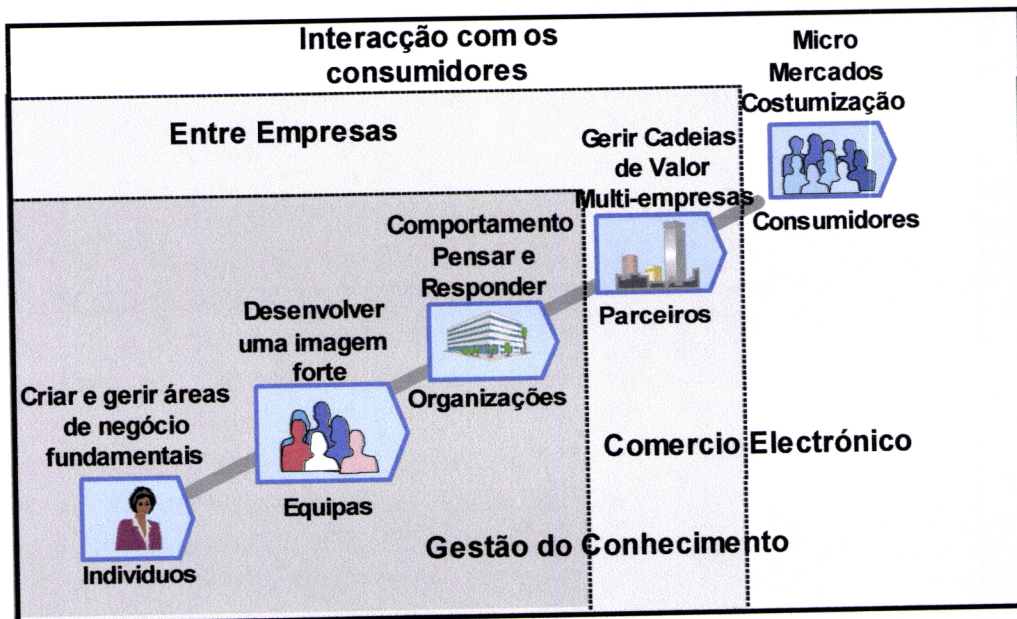 Interacção com os
consumidores
Micro
Mercados
Costumização
Consumidores
Entre Empresas
Gerir Cadeias
de Valor
Multi-empresas
Parceiros
Comportamento
Pensar e
Responder
Organizações
Desenvolver
uma imagem
forte
Equipas
Criar e gerir áreas
de negócio
fundamentais
Individuos
Comercio Electrónico
Gestão do Conhecimento